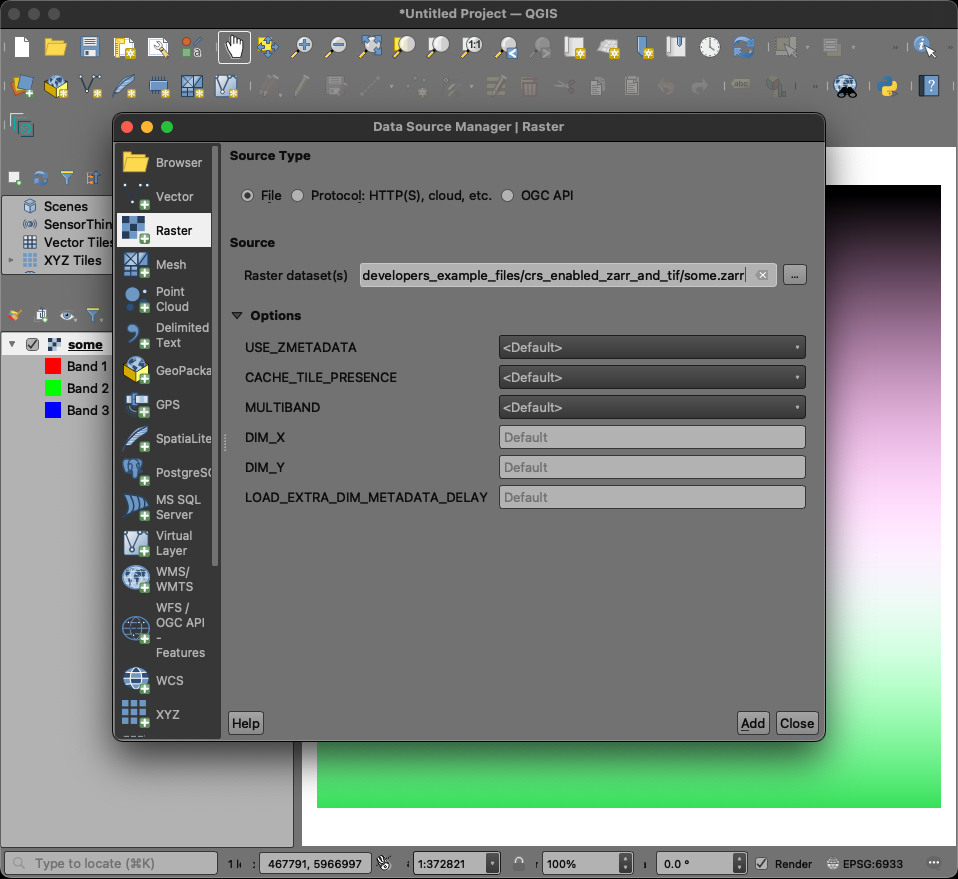 *Untitled Project — QGIS
Data Source Manager | Raster
Browser
Vector
Raster
Mesh
Point
Cloud
Delimited
Text
GeoPacka
GPS
SpatiaLite
PostgreS
MS SQL
Server
Virtual
Layer
WMS/
WMTS
WFS /
OGC API
-
Features
WCS
XYZ
Source Type
File
Protocol: HTTP(S), cloud, etc.
OGC API
Source
Raster dataset(s)
developers_example_files/crs_enabled_zarr_and_tif/some.zarr
...
Options
USE_ZMETADATA
<Default>
CACHE_TILE_PRESENCE
<Default>
MULTIBAND
<Default>
DIM_X
Default
DIM_Y
Default
LOAD_EXTRA_DIM_METADATA_DELAY
Default
Help
Add
Close
Scenes
SensorThin
Vector Tiles
XYZ Tiles
some
Band 1
Band 2
Band 3
1:1
abc
Type to locate (⌘K)
467791, 5966997
1:372821
100%
0.0 °
Render
EPSG:6933